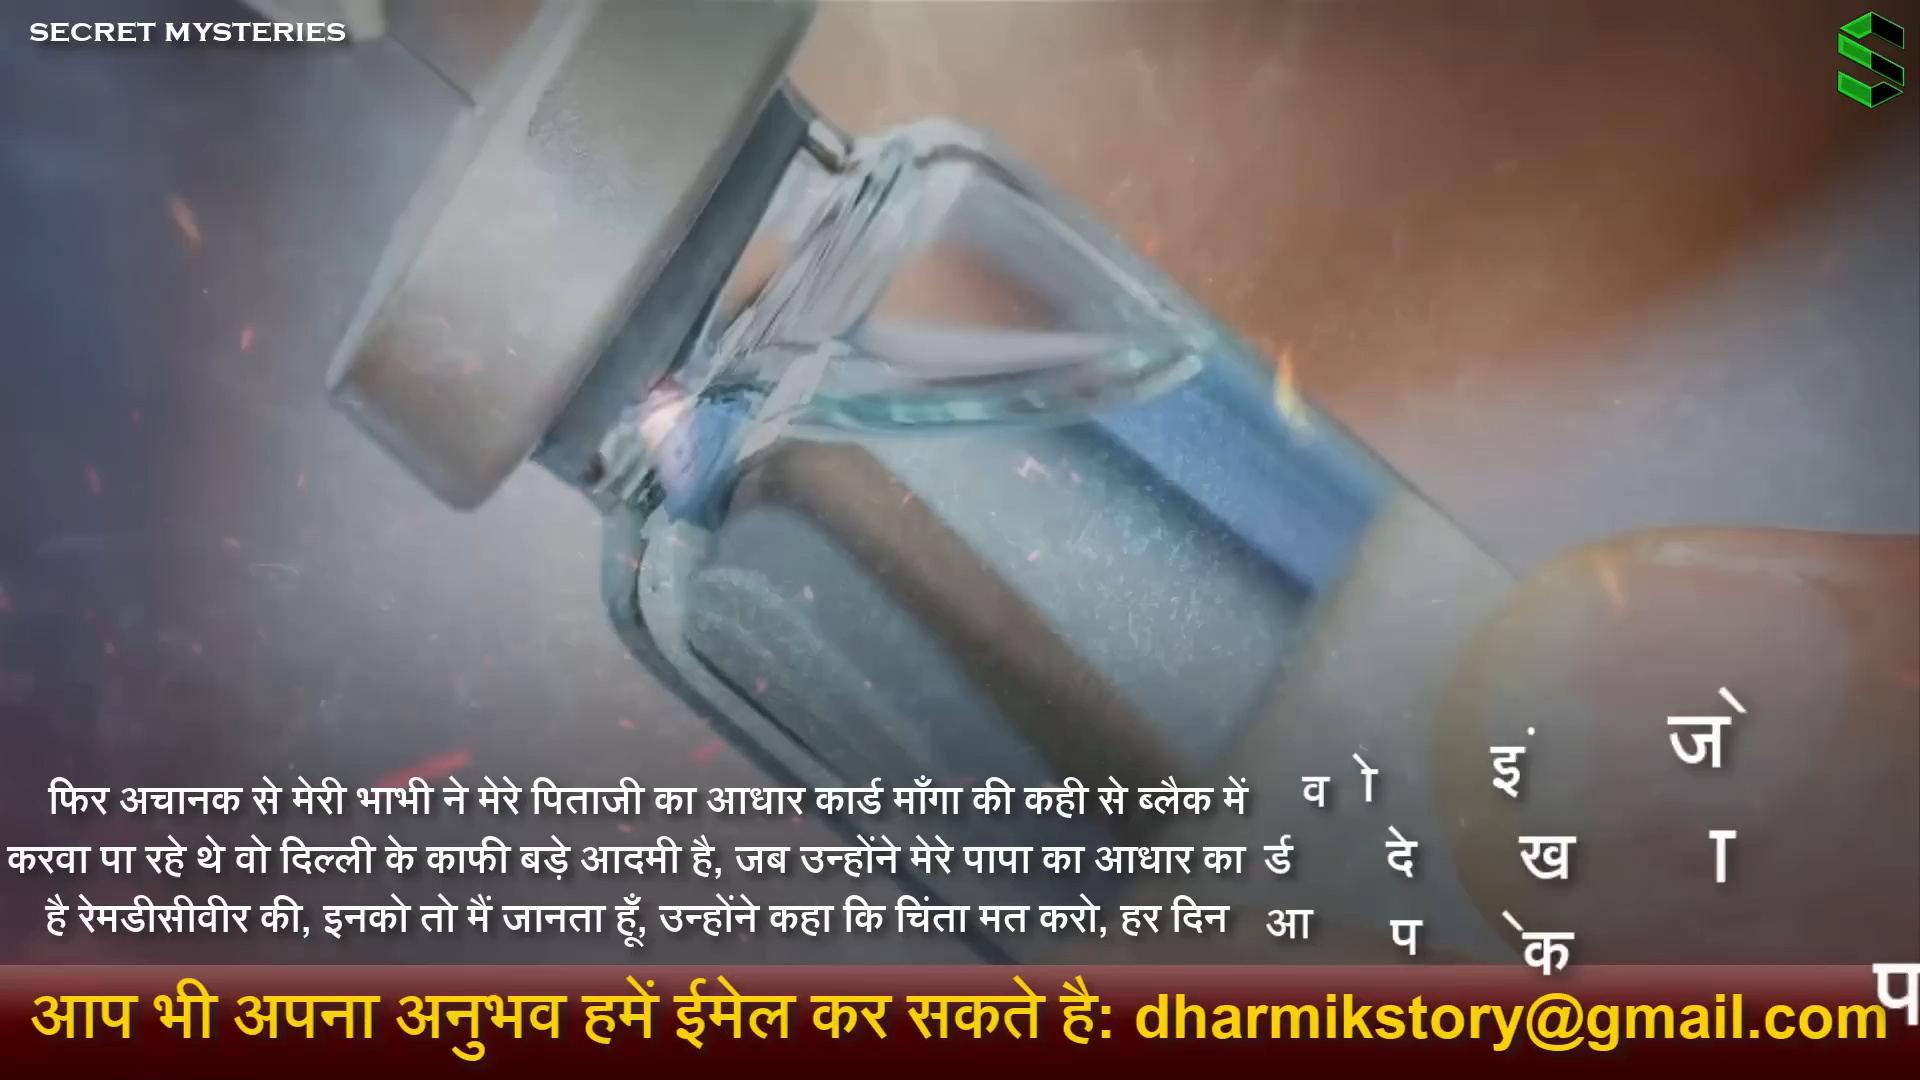 SECRET MYSTERIES
फिर अचानक से मेरी भाभी ने मेरे पिताजी का आधार कार्ड माँगा की कही से ब्लैक में वो इंजे
करवा पा रहे थे वो दिल्ली के काफी बड़े आदमी है, जब उन्होंने मेरे पापा का आधार कार्ड देखा
है रेमडीसीवीर की, इनको तो मैं जानता हूँ, उन्होंने कहा कि चिंता मत करो, हर दिन आपके प
आप भी अपना अनुभव हमें ईमेल कर सकते है: dharmikstory@gmail.com